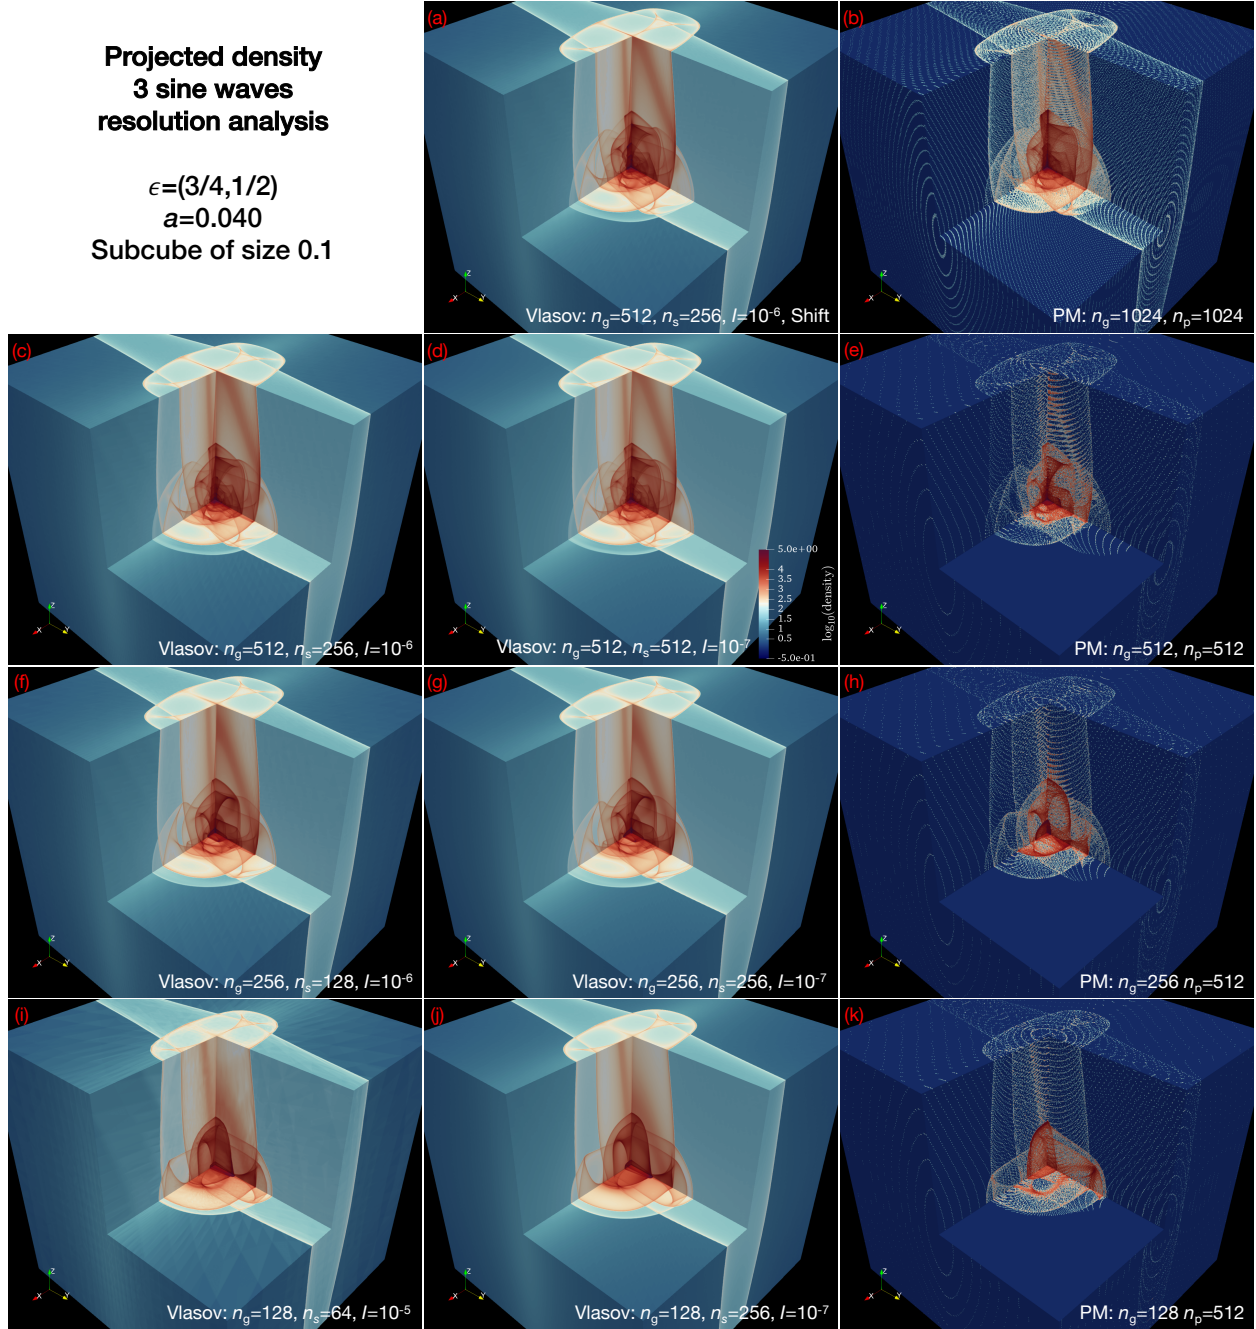 Projected density
3 sine waves
resolution analysis
ϵ=(3/4,1/2)
a=0.040
Subcube of size 0.1
(a)
Z
X
Y
Vlasov: ng=512, ns=256, I=10-6, Shift
(b)
Z
X
Y
PM: ng=1024, np=1024
(c)
Z
X
Y
Vlasov: ng=512, ns=256, I=10-6
(d)
5.0e+00
4
3.5
3
2.5
2
1.5
1
0.5
-5.0e-01
log10(density)
Z
X
Y
Vlasov: ng=512, ns=512, I=10-7
(e)
Z
X
Y
PM: ng=512, np=512
(f)
Z
X
Y
Vlasov: ng=256, ns=128, I=10-6
(g)
Z
X
Y
Vlasov: ng=256, ns=256, I=10-7
(h)
Z
X
Y
PM: ng=256 np=512
(i)
Z
X
Y
Vlasov: ng=128, ns=64, I=10-5
(j)
Z
X
Y
Vlasov: ng=128, ns=256, I=10-7
(k)
Z
X
Y
PM: ng=128 np=512